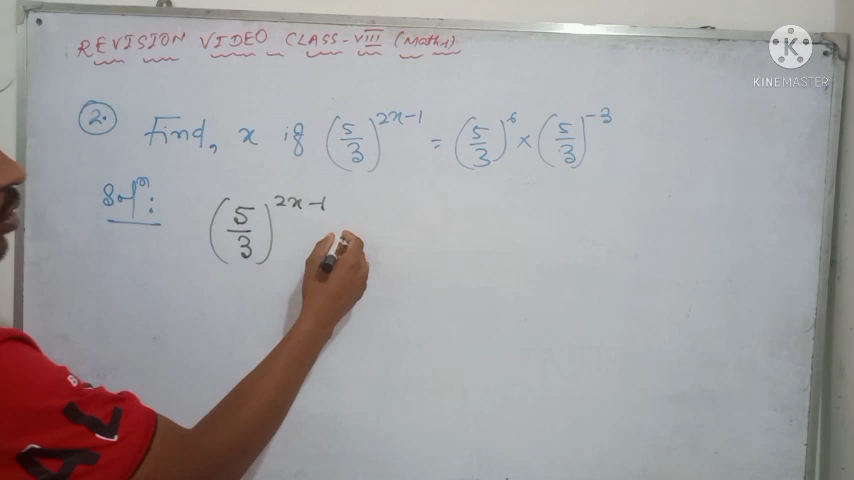 REVISION VIDEO CLASS-VIII (Maths)
K
KINEMASTER
2. Find, x if (5/3)^2x-1 = (5/3)^6 × (5/3)^-3
Solⁿ: (5/3)^2x-1